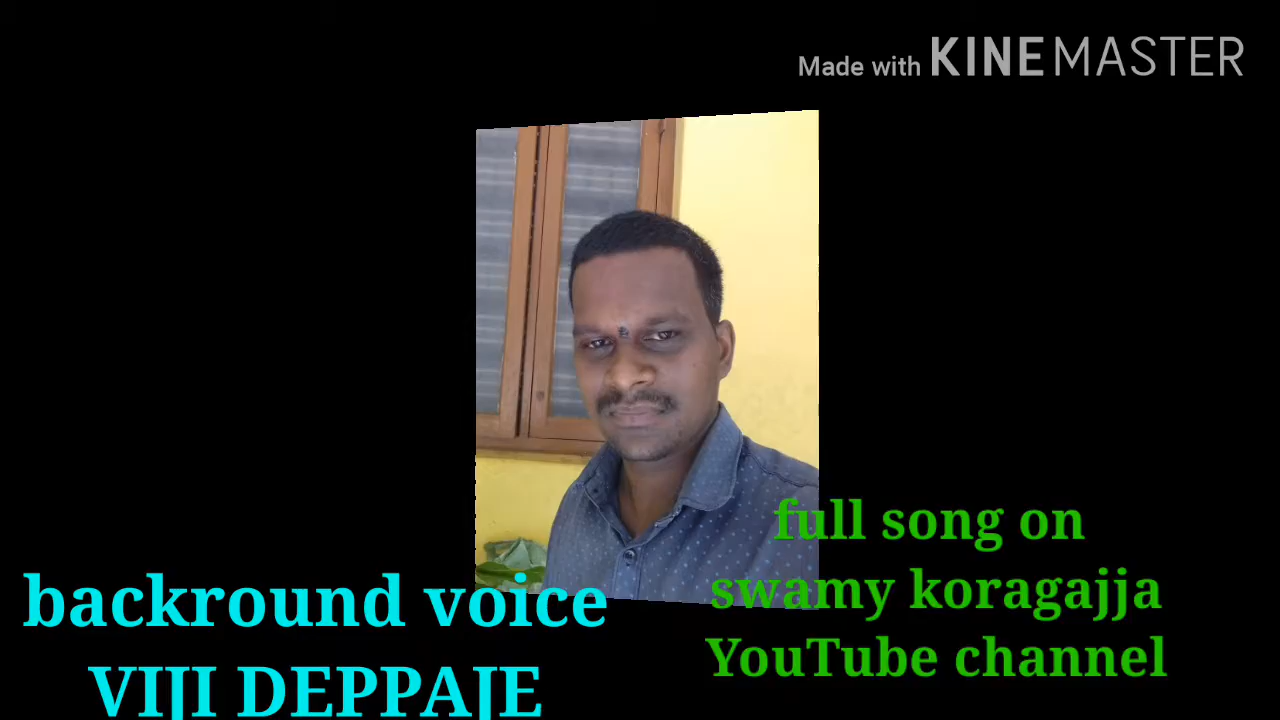 Made with KINEMASTER
full song on
swamy koragajja
YouTube channel
backround voice
VIJI DEPPAJE